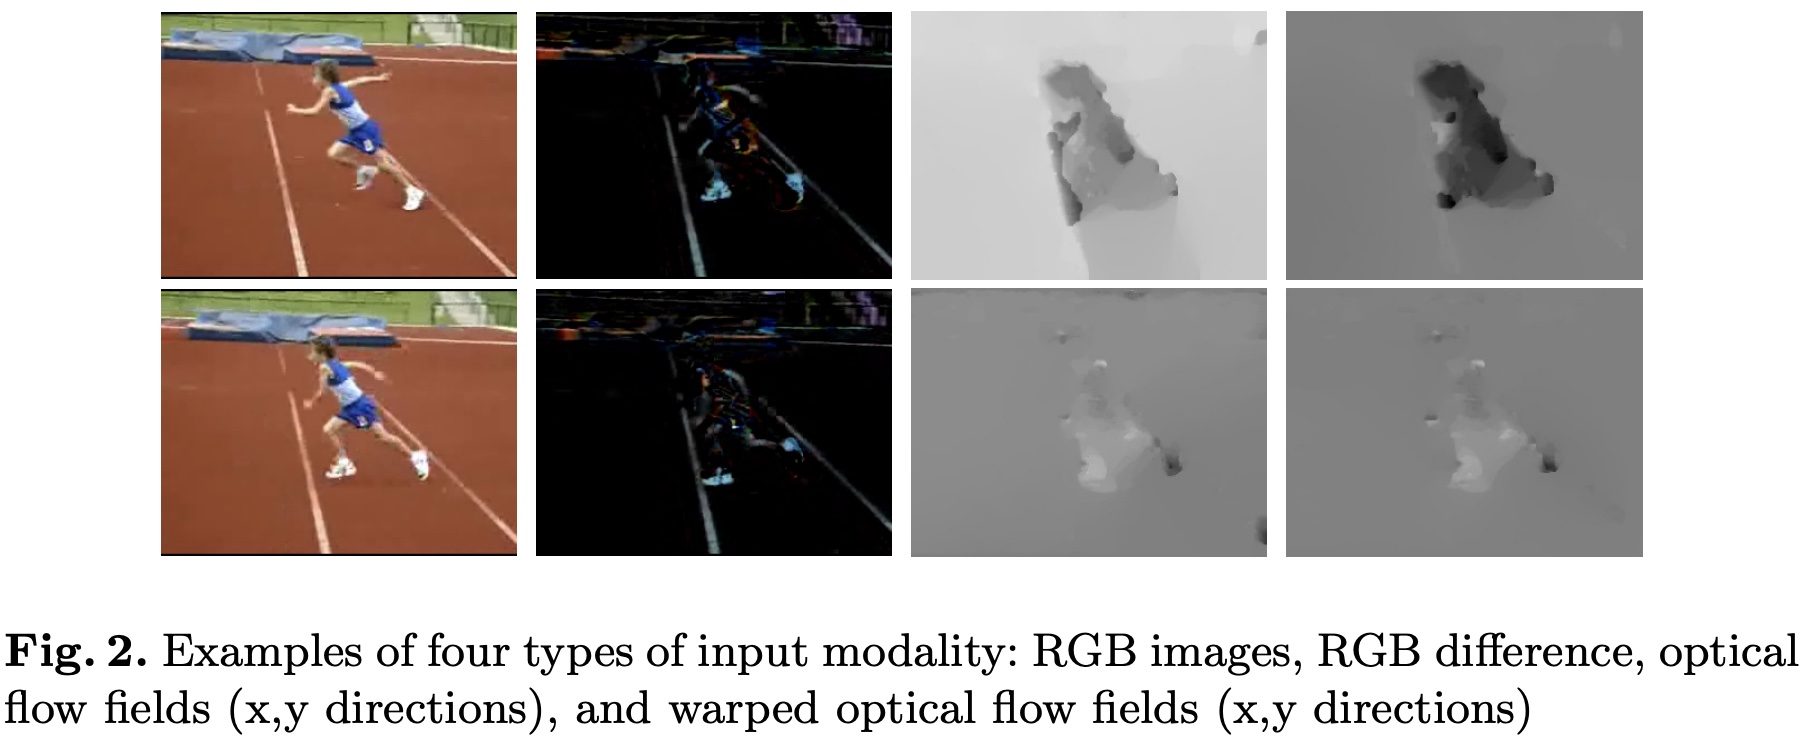 Fig. 2. Examples of four types of input modality: RGB images, RGB difference, optical
flow fields (x,y directions), and warped optical flow fields (x,y directions)